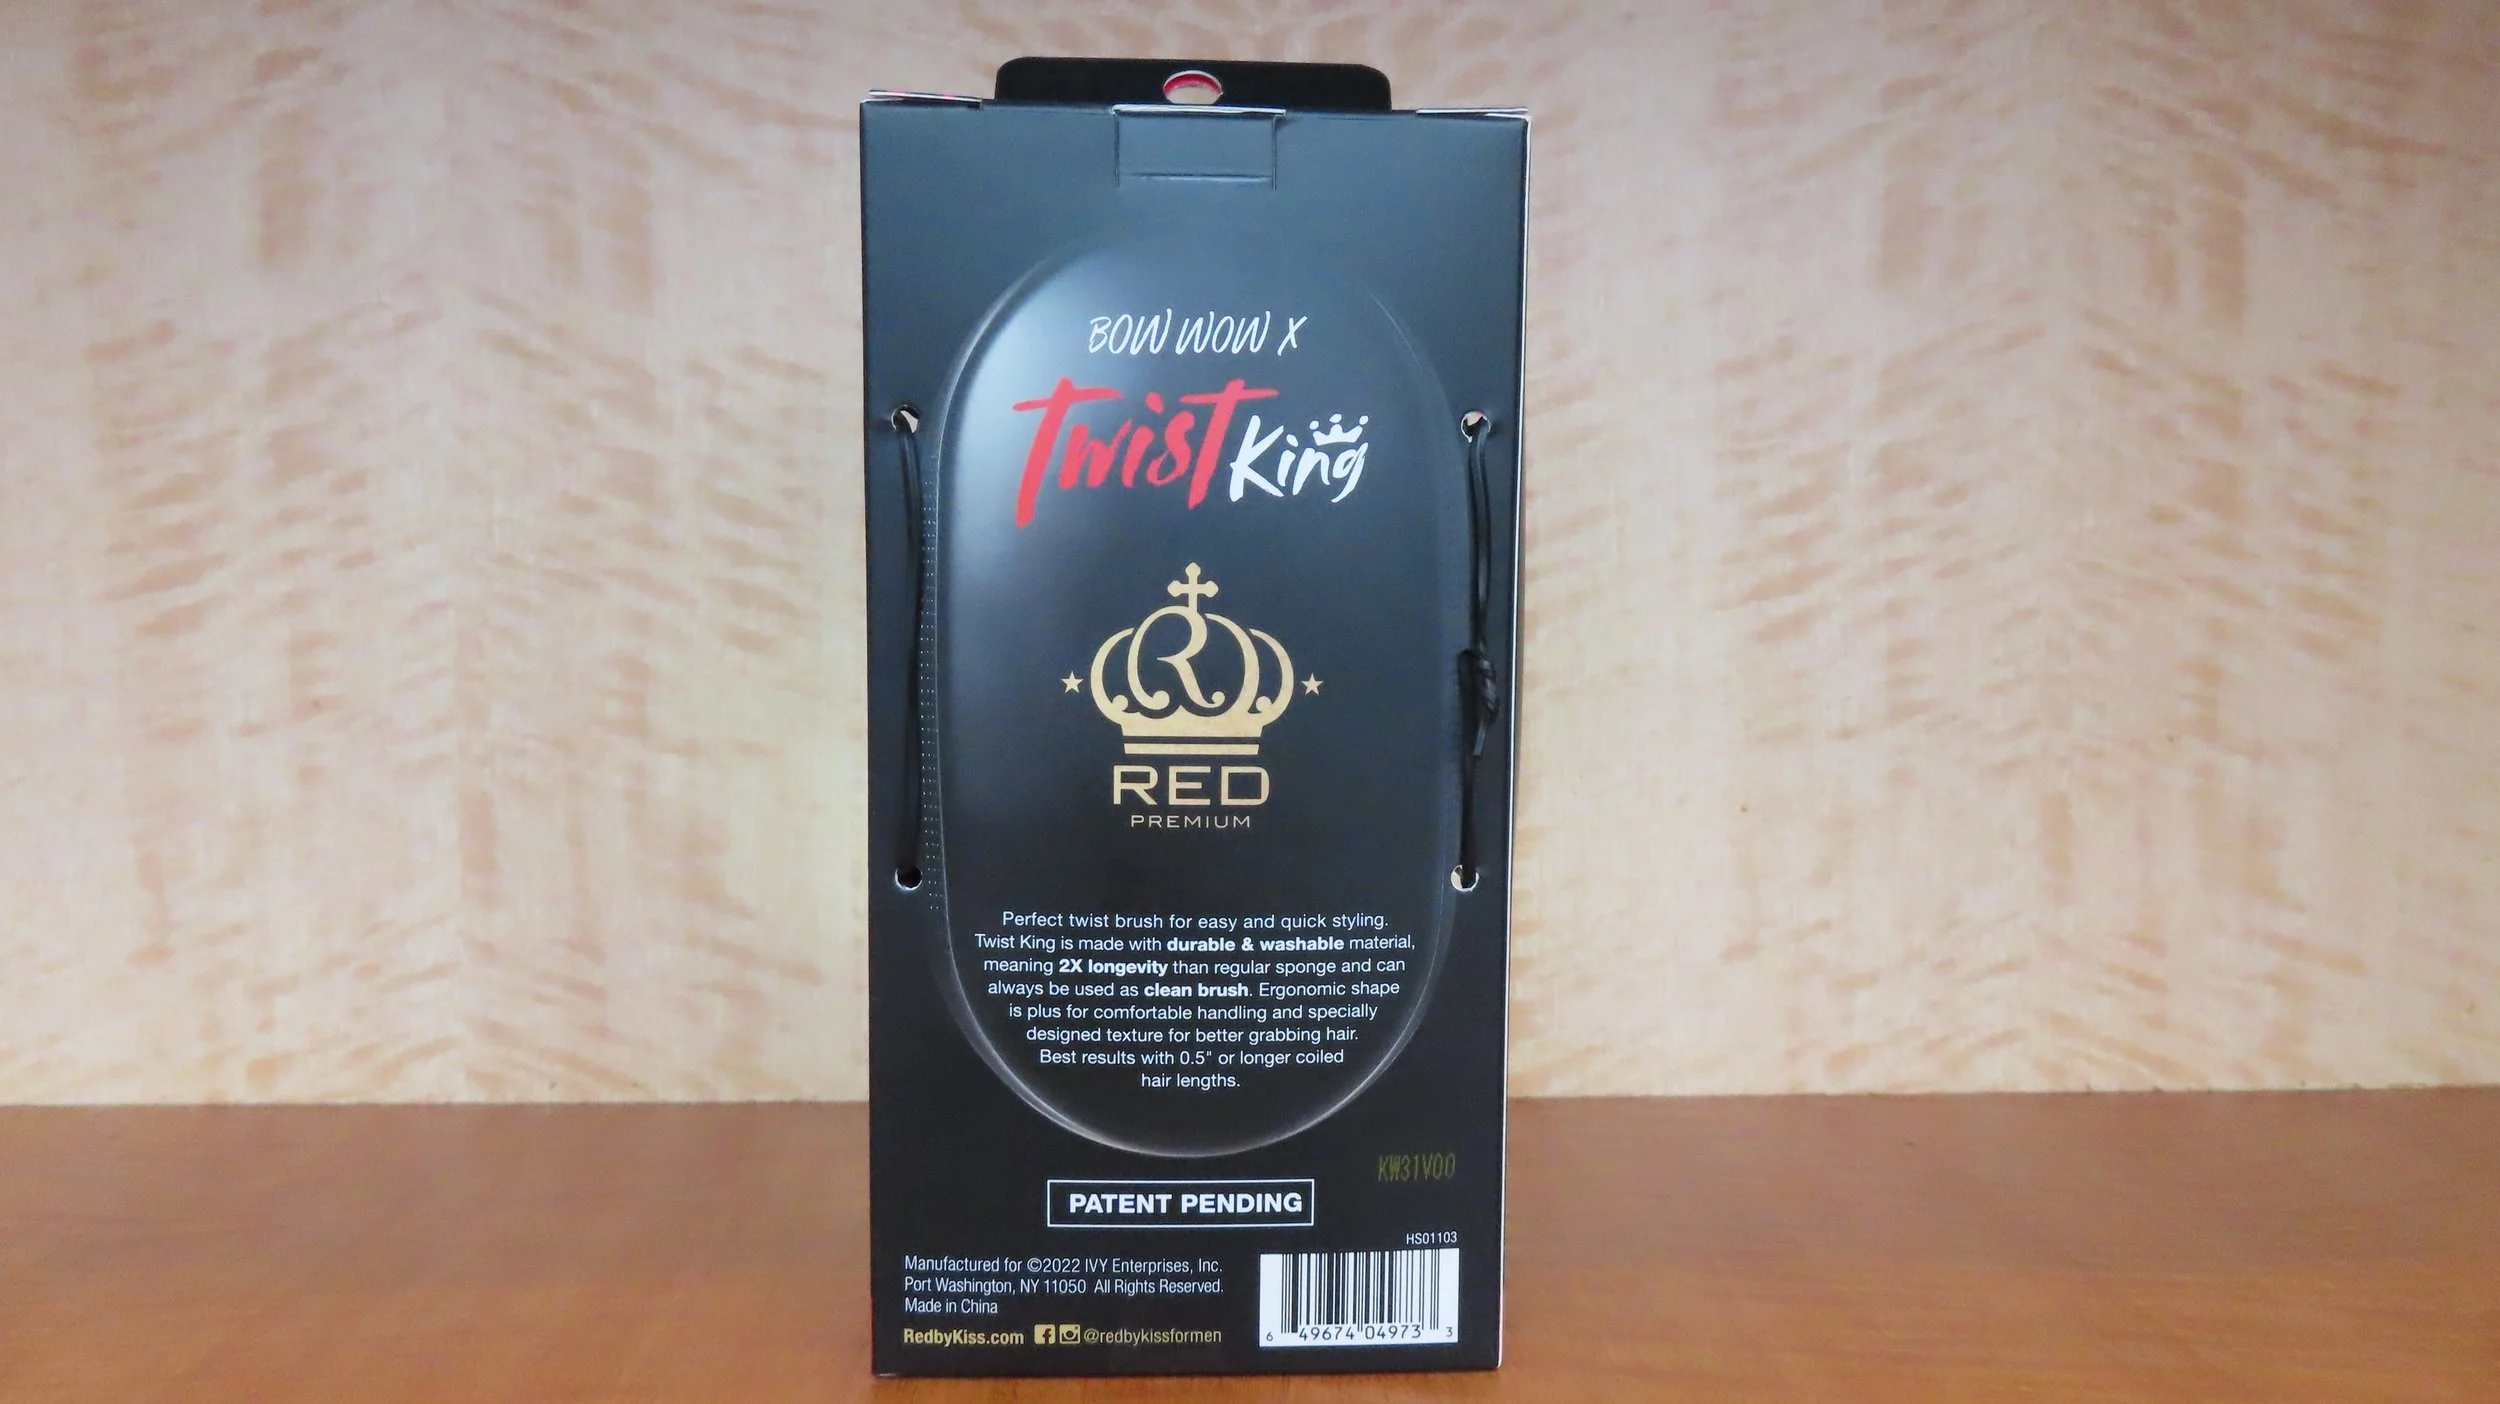 BOW WOW X
Twist King
R
RED
PREMIUM
Perfect twist brush for easy and quick styling.
Twist King is made with durable & washable material,
meaning 2X longevity than regular sponge and can
always be used as clean brush. Ergonomic shape
is plus for comfortable handling and specially
designed texture for better grabbing hair.
Best results with 0.5" or longer coiled
hair lengths.
KW31V00
PATENT PENDING
HS01103
Manufactured for ©2022 IVY Enterprises, Inc.
Port Washington, NY 11050 All Rights Reserved.
Made in China
RedbyKiss.com @redbykissformen
6 49674 04973 3